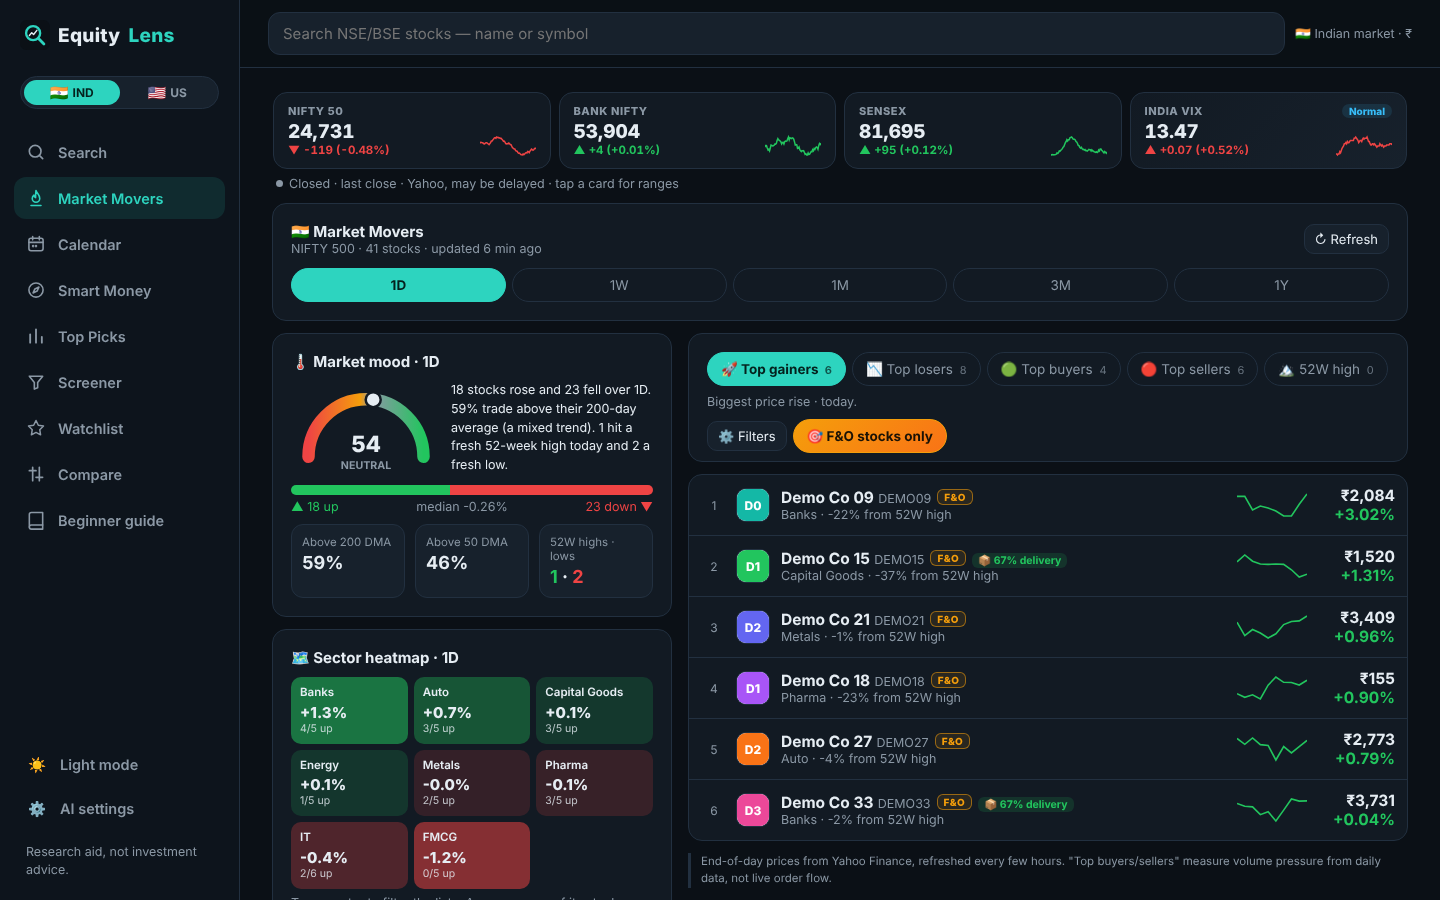 Equity Lens
Search NSE/BSE stocks — name or symbol
🇮🇳 Indian market · ₹
🇮🇳 IND
🇺🇸 US
Search
Market Movers
Calendar
Smart Money
Top Picks
Screener
Watchlist
Compare
Beginner guide
☀️ Light mode
⚙️ AI settings
Research aid, not investment
advice.
NIFTY 50
24,731
▼ -119 (-0.48%)
BANK NIFTY
53,904
▲ +4 (+0.01%)
SENSEX
81,695
▲ +95 (+0.12%)
INDIA VIX
Normal
13.47
▲ +0.07 (+0.52%)
Closed · last close · Yahoo, may be delayed · tap a card for ranges
🇮🇳 Market Movers
NIFTY 500 · 41 stocks · updated 6 min ago
↻ Refresh
1D
1W
1M
3M
1Y
🌡️ Market mood · 1D
54
NEUTRAL
18 stocks rose and 23 fell over 1D.
59% trade above their 200-day
average (a mixed trend). 1 hit a
fresh 52-week high today and 2 a
fresh low.
▲ 18 up
median -0.26%
23 down ▼
Above 200 DMA
59%
Above 50 DMA
46%
52W highs ·
lows
1 · 2
🗺️ Sector heatmap · 1D
Banks
+1.3%
4/5 up
Auto
+0.7%
3/5 up
Capital Goods
+0.1%
3/5 up
Energy
+0.1%
1/5 up
Metals
-0.0%
2/5 up
Pharma
-0.1%
3/5 up
IT
-0.4%
2/6 up
FMCG
-1.2%
0/5 up
🚀 Top gainers 6
📉 Top losers 8
🟢 Top buyers 4
🔴 Top sellers 6
🏔️ 52W high 0
Biggest price rise · today.
⚙️ Filters
🎯 F&O stocks only
1
D0
Demo Co 09 DEMO09 F&O
Banks · -22% from 52W high
₹2,084
+3.02%
2
D1
Demo Co 15 DEMO15 F&O 📦 67% delivery
Capital Goods · -37% from 52W high
₹1,520
+1.31%
3
D2
Demo Co 21 DEMO21 F&O
Metals · -1% from 52W high
₹3,409
+0.96%
4
D1
Demo Co 18 DEMO18 F&O
Pharma · -23% from 52W high
₹155
+0.90%
5
D2
Demo Co 27 DEMO27 F&O
Auto · -4% from 52W high
₹2,773
+0.79%
6
D3
Demo Co 33 DEMO33 F&O 📦 67% delivery
Banks · -2% from 52W high
₹3,731
+0.04%
End-of-day prices from Yahoo Finance, refreshed every few hours. "Top buyers/sellers" measure volume pressure from daily
data, not live order flow.